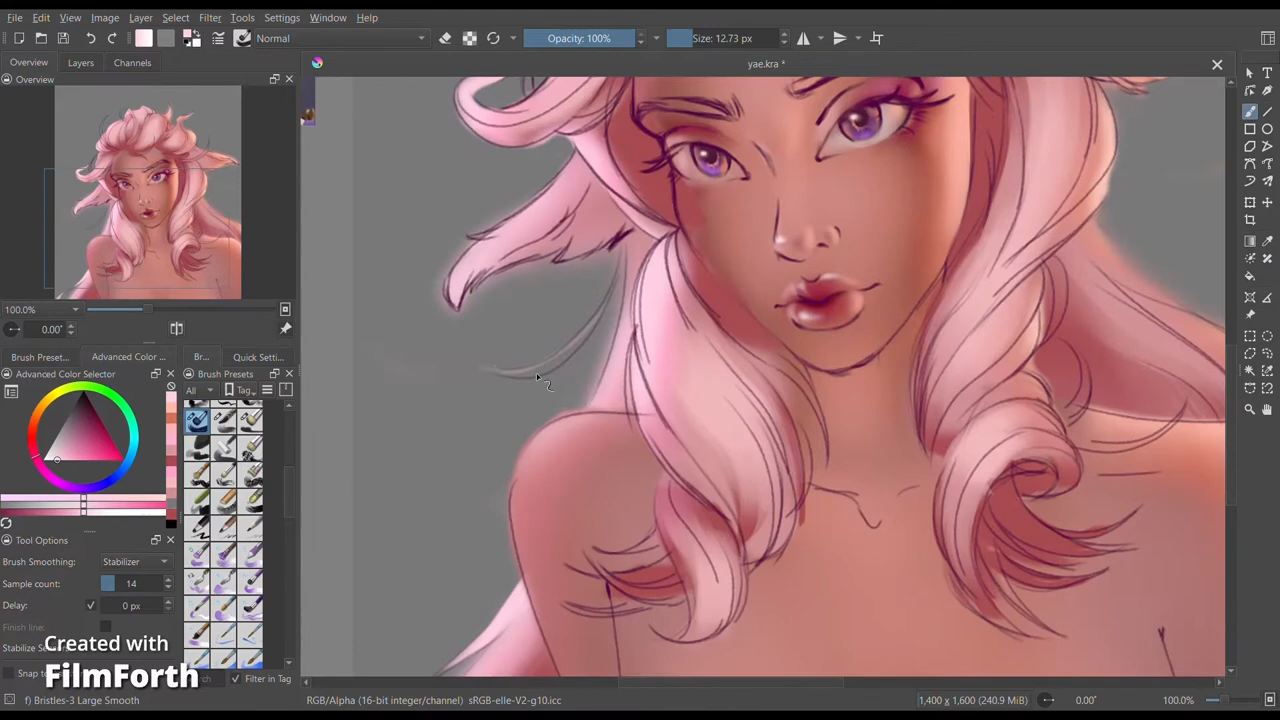 File Edit View Image Layer Select Filter Tools Settings Window Help
Normal
Opacity: 100%
Size: 12.73 px
Overview Layers Channels
yae.kra *
Overview
100.0%
0.00°
Brush Preset... Advanced Color ... Br... Quick Setti...
Advanced Color Selector
Brush Presets
All
Tag
Tool Options
Brush Smoothing: Stabilizer
Sample count: 14
Delay: 0 px
Finish line:
Stabilize Sensors
Created with
FilmForth
Snap to
Filter in Tag
f) Bristles-3 Large Smooth
RGB/Alpha (16-bit integer/channel) sRGB-elle-V2-g10.icc
1,400 x 1,600 (240.9 MiB)
0.00°
100.0%